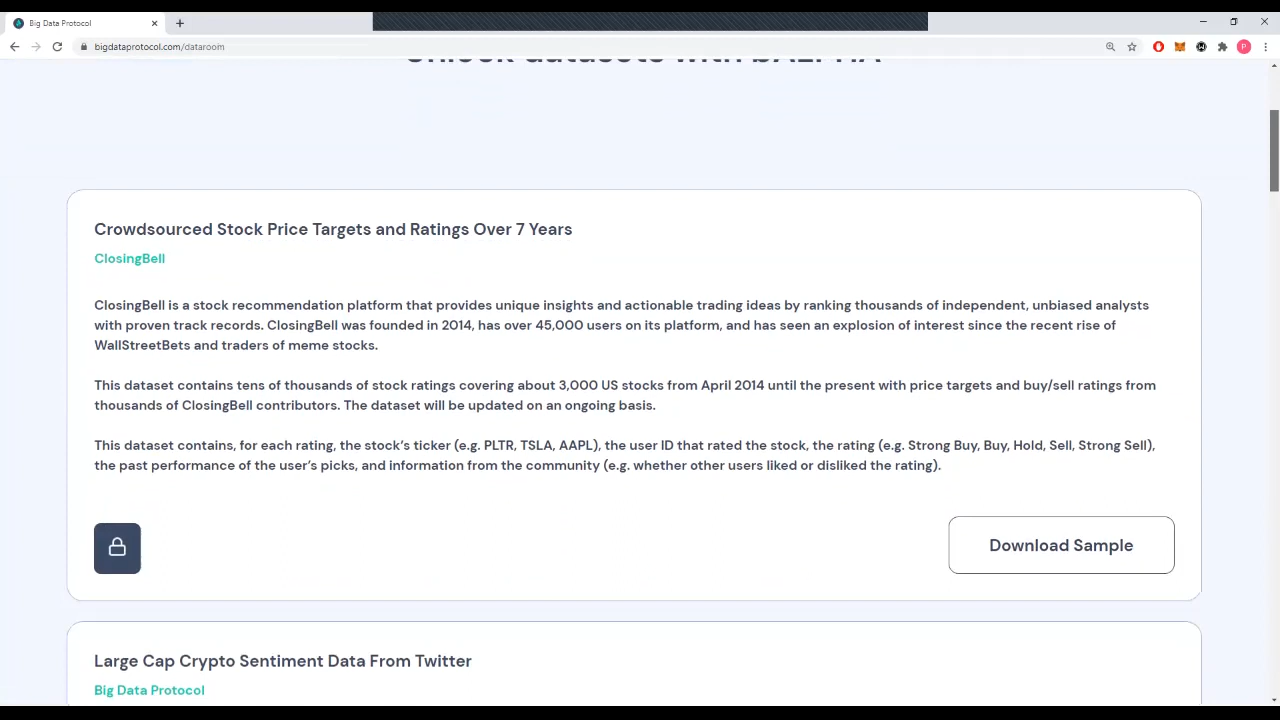 Big Data Protocol
bigdataprotocol.com/dataroom
P
Unlock datasets with bALPHA
Crowdsourced Stock Price Targets and Ratings Over 7 Years
ClosingBell
ClosingBell is a stock recommendation platform that provides unique insights and actionable trading ideas by ranking thousands of independent, unbiased analysts
with proven track records. ClosingBell was founded in 2014, has over 45,000 users on its platform, and has seen an explosion of interest since the recent rise of
WallStreetBets and traders of meme stocks.
This dataset contains tens of thousands of stock ratings covering about 3,000 US stocks from April 2014 until the present with price targets and buy/sell ratings from
thousands of ClosingBell contributors. The dataset will be updated on an ongoing basis.
This dataset contains, for each rating, the stock’s ticker (e.g. PLTR, TSLA, AAPL), the user ID that rated the stock, the rating (e.g. Strong Buy, Buy, Hold, Sell, Strong Sell),
the past performance of the user’s picks, and information from the community (e.g. whether other users liked or disliked the rating).
Download Sample
Large Cap Crypto Sentiment Data From Twitter
Big Data Protocol